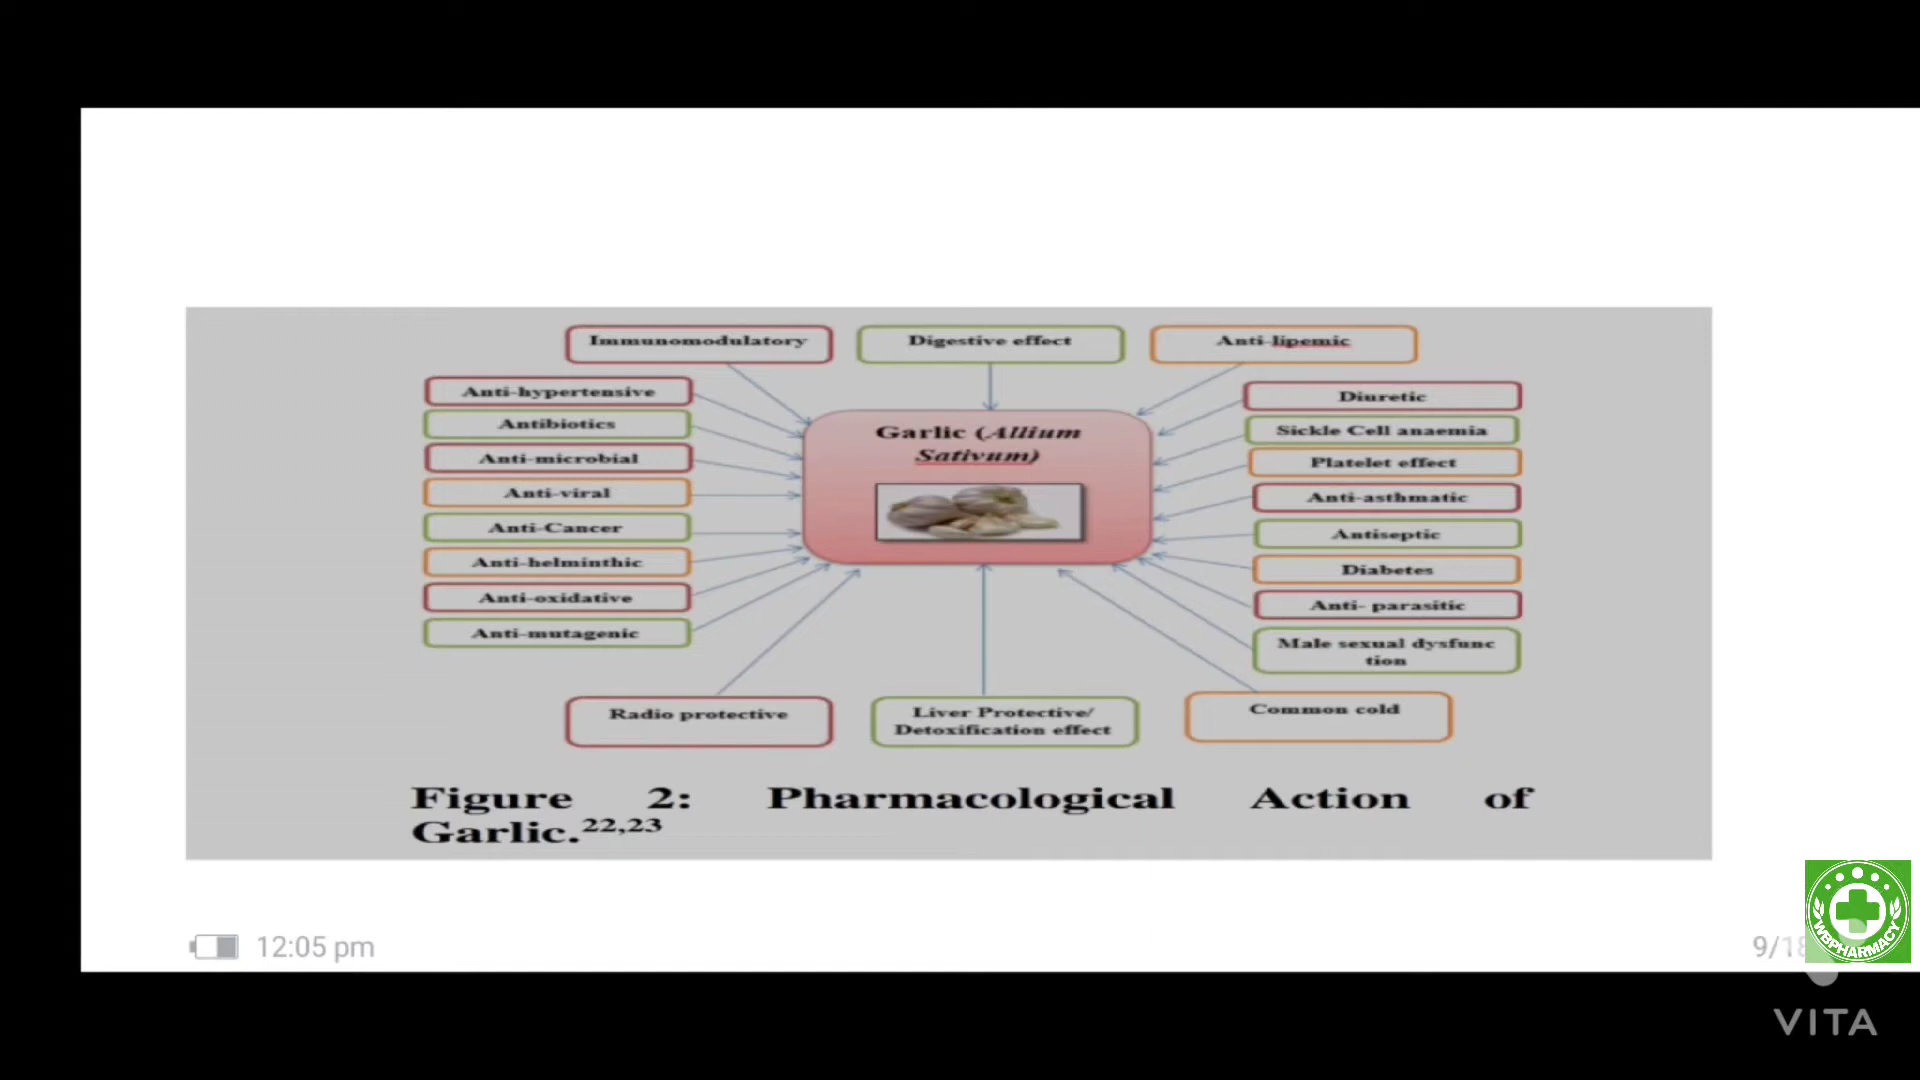 Immunomodulatory
Digestive effect
Anti-lipemic
Anti-hypertensive
Antibiotics
Anti-microbial
Anti-viral
Anti-Cancer
Anti-helminthic
Anti-oxidative
Anti-mutagenic
Garlic (Allium
Sativum)
Diuretic
Sickle Cell anaemia
Platelet effect
Anti-asthmatic
Antiseptic
Diabetes
Anti- parasitic
Male sexual dysfunc
tion
Radio protective
Liver Protective/
Detoxification effect
Common cold
Figure 2: Pharmacological Action of
Garlic.22,23
12:05 pm
9/18
WBPHARMACY
VITA